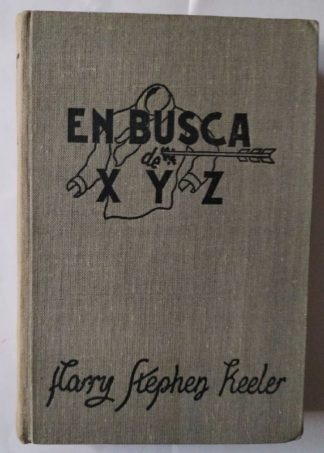 EN BUSCA
de
X Y Z
Harry Stephen Keeler